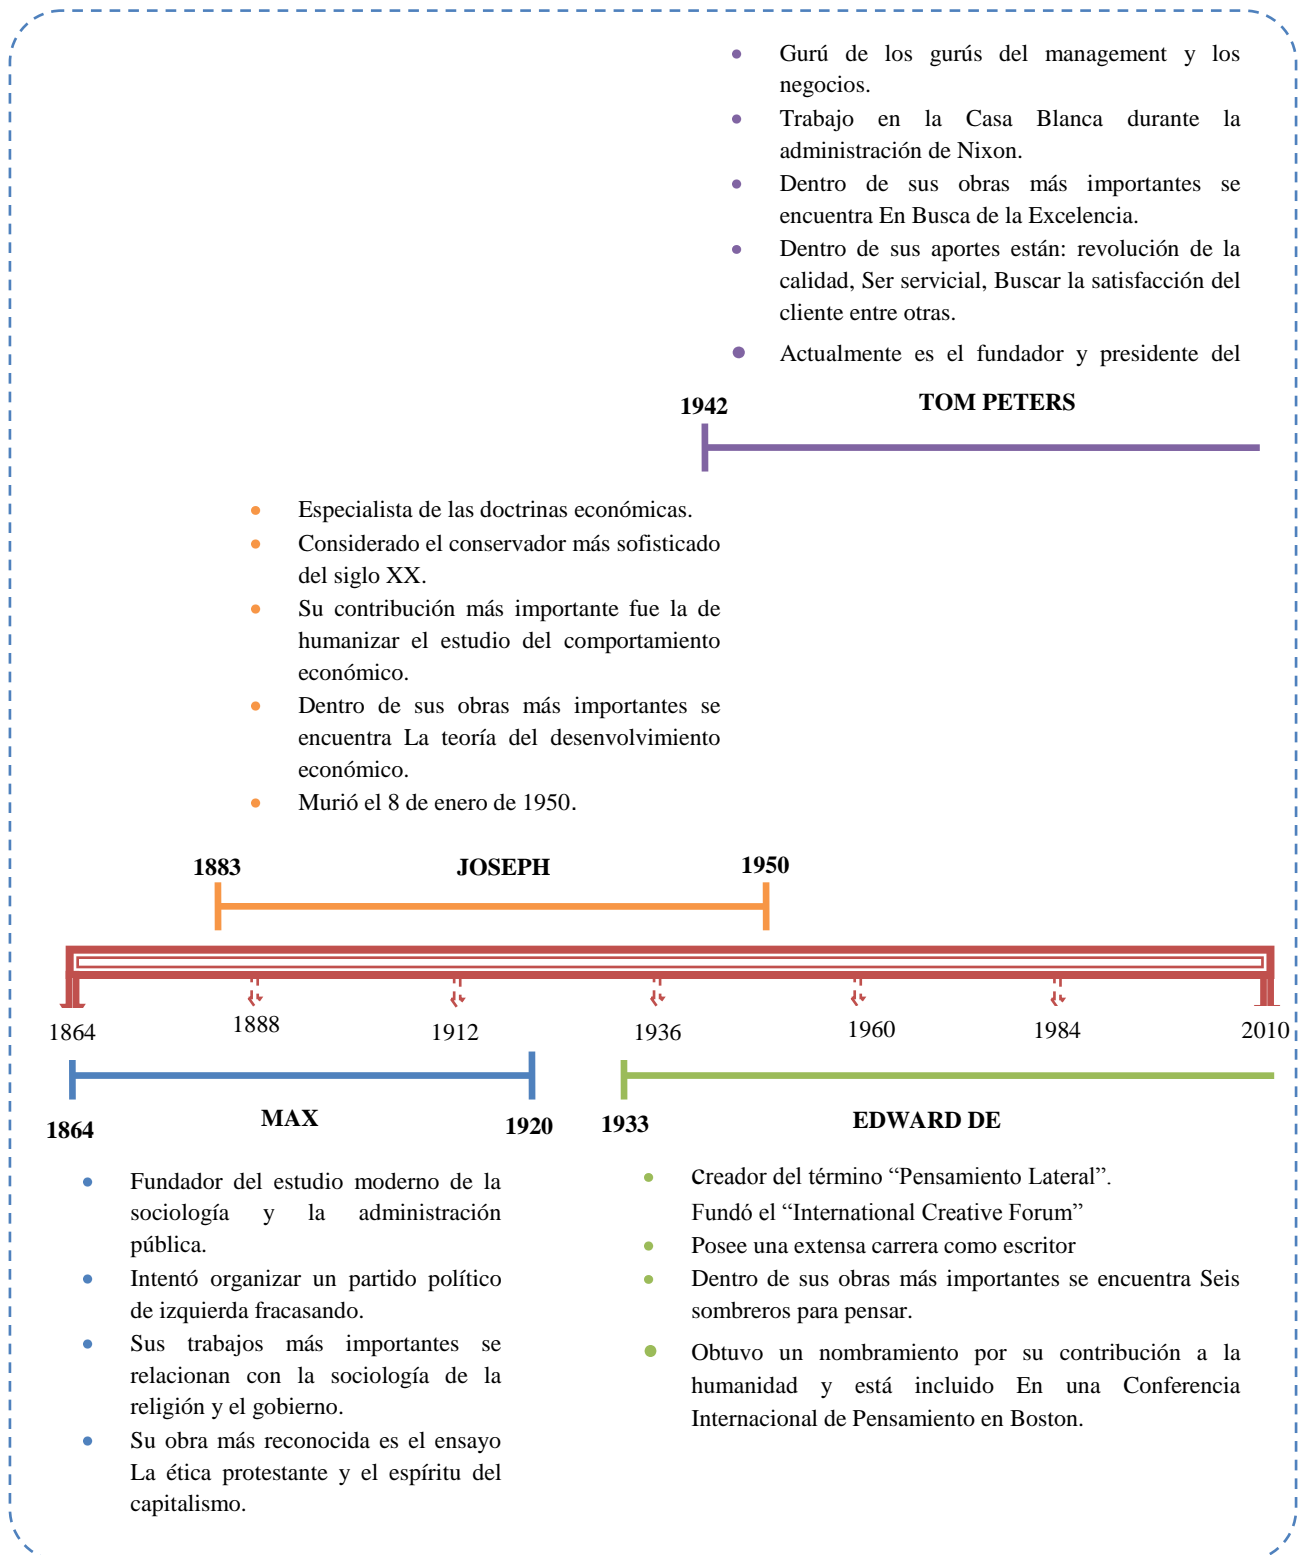 Gurú de los gurús del management y los
negocios.
Trabajo en la Casa Blanca durante la
administración de Nixon.
Dentro de sus obras más importantes se
encuentra En Busca de la Excelencia.
Dentro de sus aportes están: revolución de la
calidad, Ser servicial, Buscar la satisfacción del
cliente entre otras.
Actualmente es el fundador y presidente del
1942
TOM PETERS
Especialista de las doctrinas económicas.
Considerado el conservador más sofisticado
del siglo XX.
Su contribución más importante fue la de
humanizar el estudio del comportamiento
económico.
Dentro de sus obras más importantes se
encuentra La teoría del desenvolvimiento
económico.
Murió el 8 de enero de 1950.
1883
JOSEPH
1950
1864
1888
1912
1936
1960
1984
2010
1864
MAX
1920
1933
EDWARD DE
Fundador del estudio moderno de la
sociología y la administración
pública.
Intentó organizar un partido político
de izquierda fracasando.
Sus trabajos más importantes se
relacionan con la sociología de la
religión y el gobierno.
Su obra más reconocida es el ensayo
La ética protestante y el espíritu del
capitalismo.
creador del término “Pensamiento Lateral”.
Fundó el “International Creative Forum”
Posee una extensa carrera como escritor
Dentro de sus obras más importantes se encuentra Seis
sombreros para pensar.
Obtuvo un nombramiento por su contribución a la
humanidad y está incluido En una Conferencia
Internacional de Pensamiento en Boston.